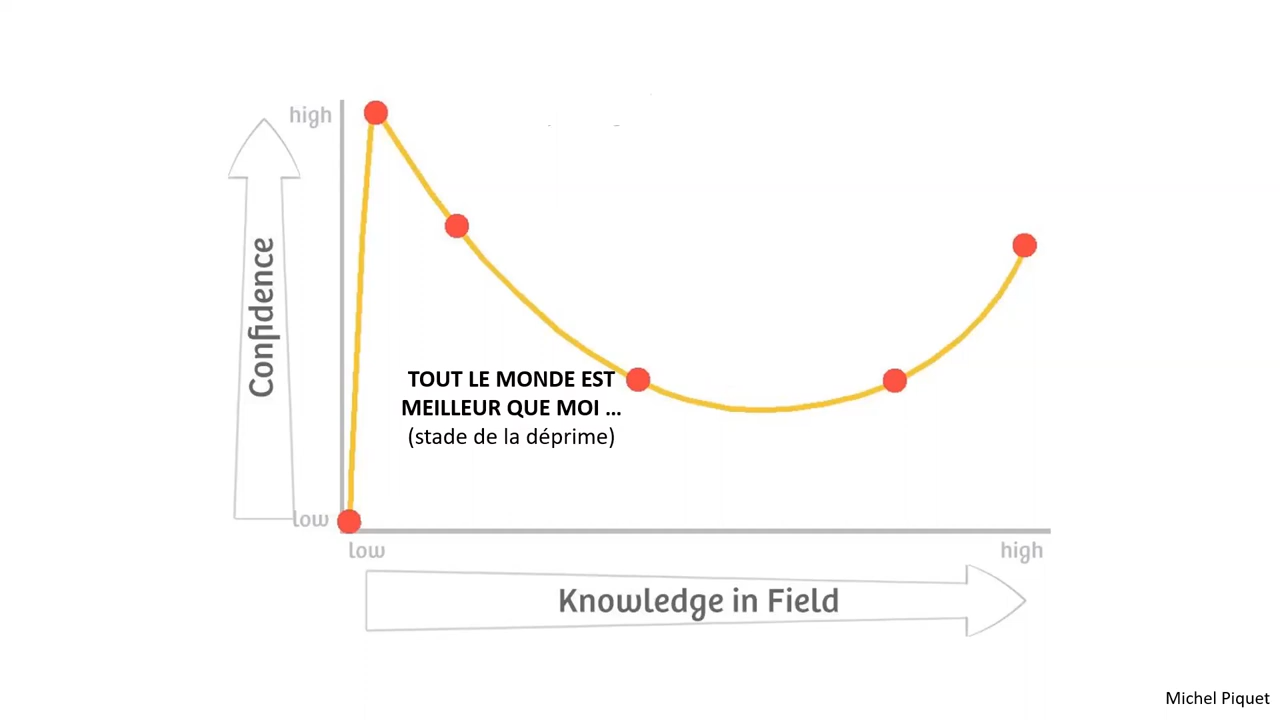 high
Confidence
TOUT LE MONDE EST
MEILLEUR QUE MOI ...
(stade de la déprime)
low
low
high
Knowledge in Field
Michel Piquet